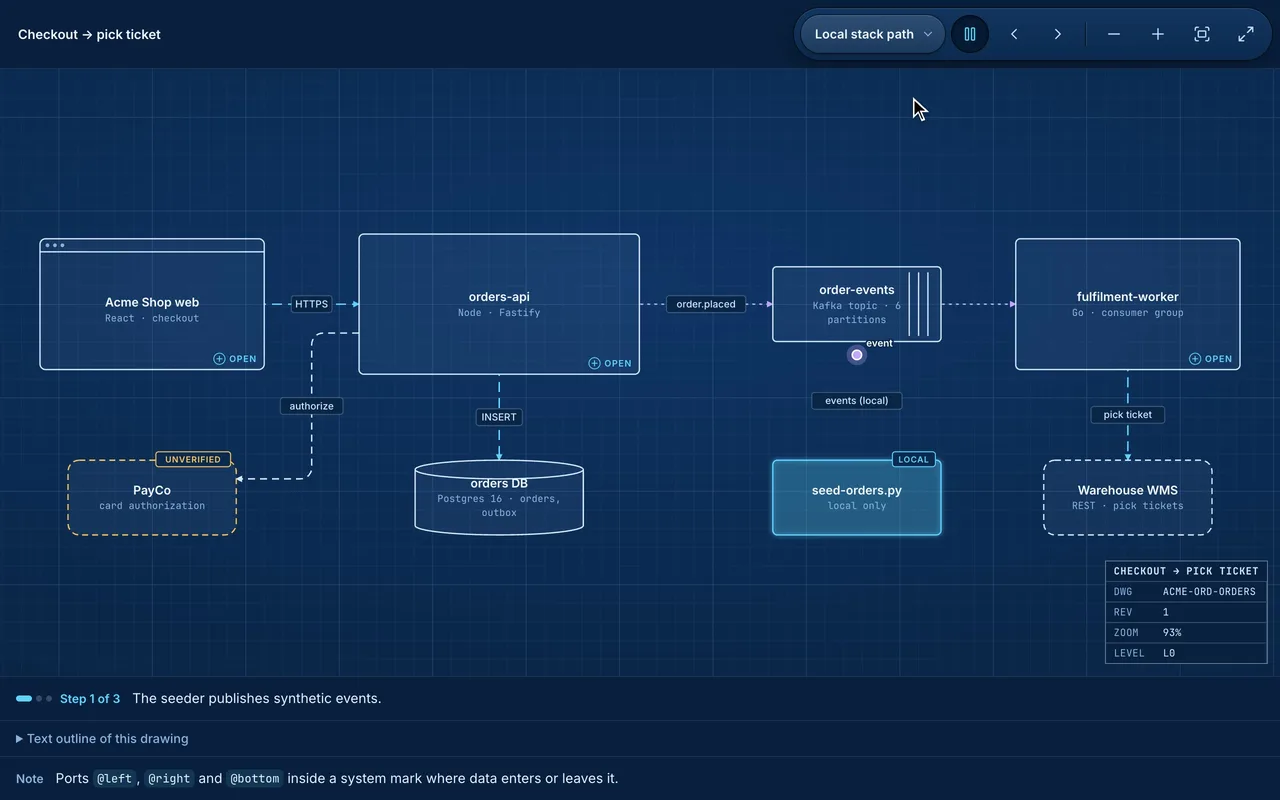 Checkout → pick ticket
Local stack path
Acme Shop web
React · checkout
OPEN
HTTPS
orders-api
Node · Fastify
OPEN
order.placed
order-events
Kafka topic · 6
partitions
event
fulfilment-worker
Go · consumer group
OPEN
authorize
INSERT
events (local)
pick ticket
UNVERIFIED
PayCo
card authorization
orders DB
Postgres 16 · orders,
outbox
LOCAL
seed-orders.py
local only
Warehouse WMS
REST · pick tickets
CHECKOUT → PICK TICKET
DWG ACME-ORD-ORDERS
REV 1
ZOOM 93%
LEVEL L0
Step 1 of 3 The seeder publishes synthetic events.
Text outline of this drawing
Note Ports @left, @right and @bottom inside a system mark where data enters or leaves it.